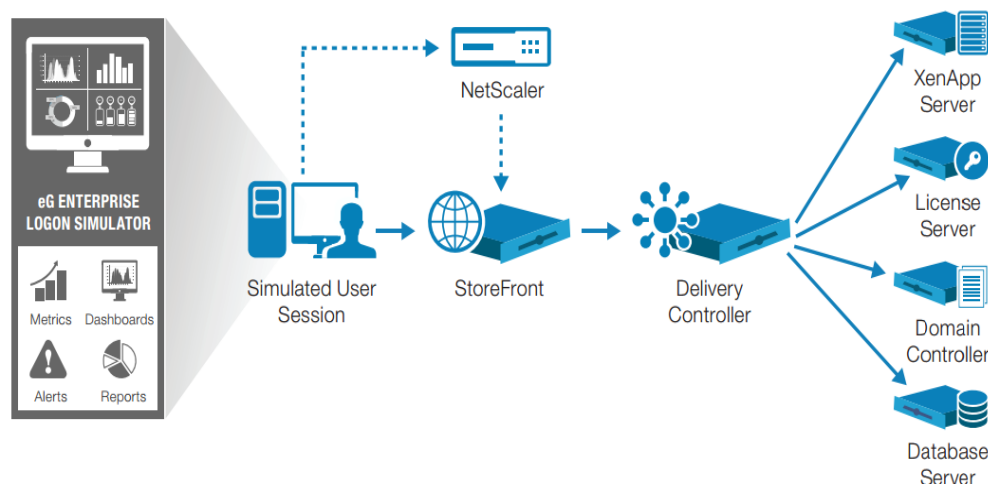 eG ENTERPRISE
LOGON SIMULATOR
Metrics
Dashboards
Alerts
Reports
Simulated User
Session
NetScaler
StoreFront
Delivery
Controller
XenApp
Server
License
Server
Domain
Controller
Database
Server